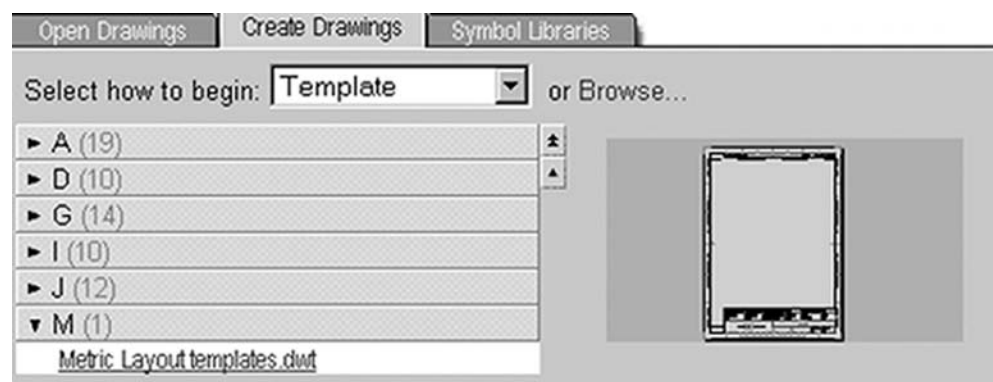 Open Drawings Create Drawings Symbol Libraries
Select how to begin: Template or Browse...
A (19)
D (10)
G (14)
I (10)
J (12)
M (1)
Metric Layout templates.dwt